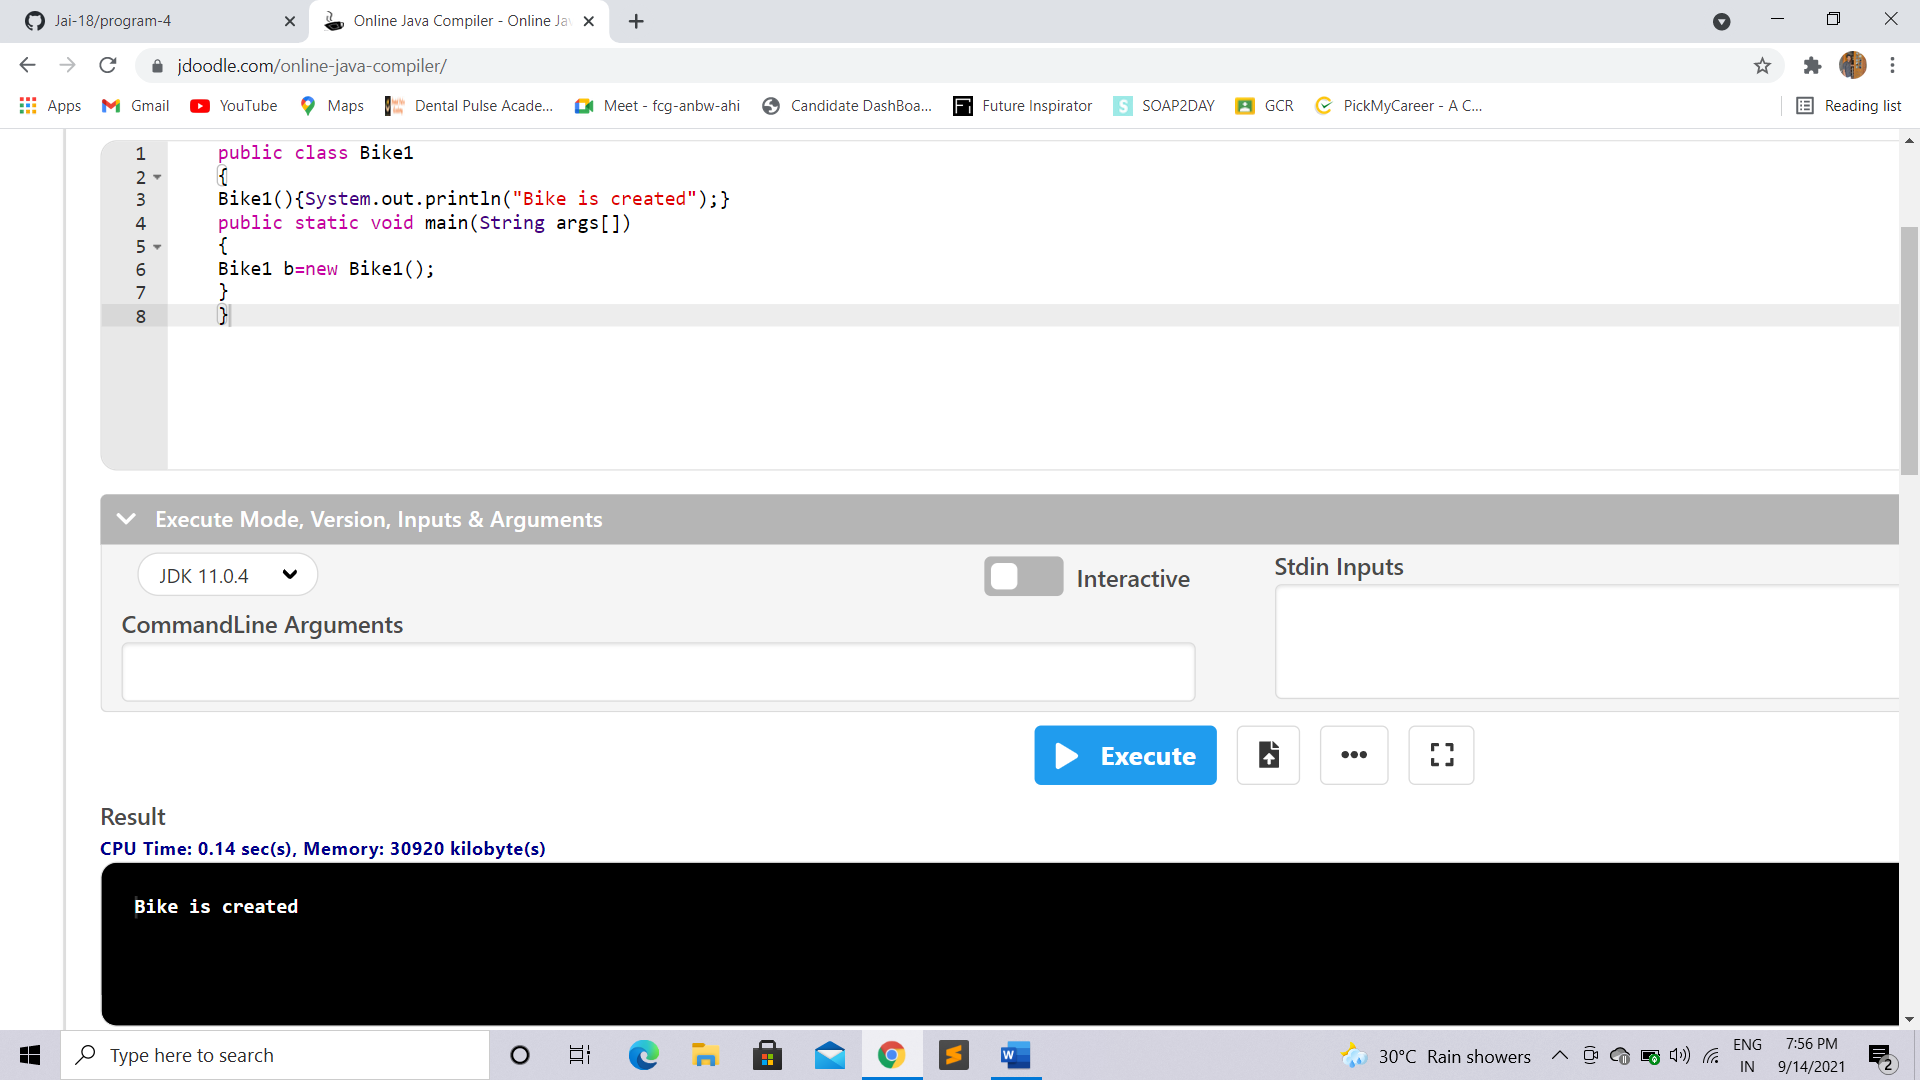 Jai-18/program-4
Online Java Compiler - Online Jav
jdoodle.com/online-java-compiler/
Apps
Gmail
YouTube
Maps
Dental Pulse Acade...
Meet - fcg-anbw-ahi
Candidate DashBoa...
Future Inspirator
SOAP2DAY
GCR
PickMyCareer - A C...
Reading list
1 public class Bike1
2 {
3 Bike1(){System.out.println("Bike is created");}
4 public static void main(String args[])
5 {
6 Bike1 b=new Bike1();
7 }
8 }
Execute Mode, Version, Inputs & Arguments
JDK 11.0.4
Interactive
Stdin Inputs
CommandLine Arguments
Execute
Result
CPU Time: 0.14 sec(s), Memory: 30920 kilobyte(s)
Bike is created
Type here to search
30°C Rain showers
ENG
IN
7:56 PM
9/14/2021
2